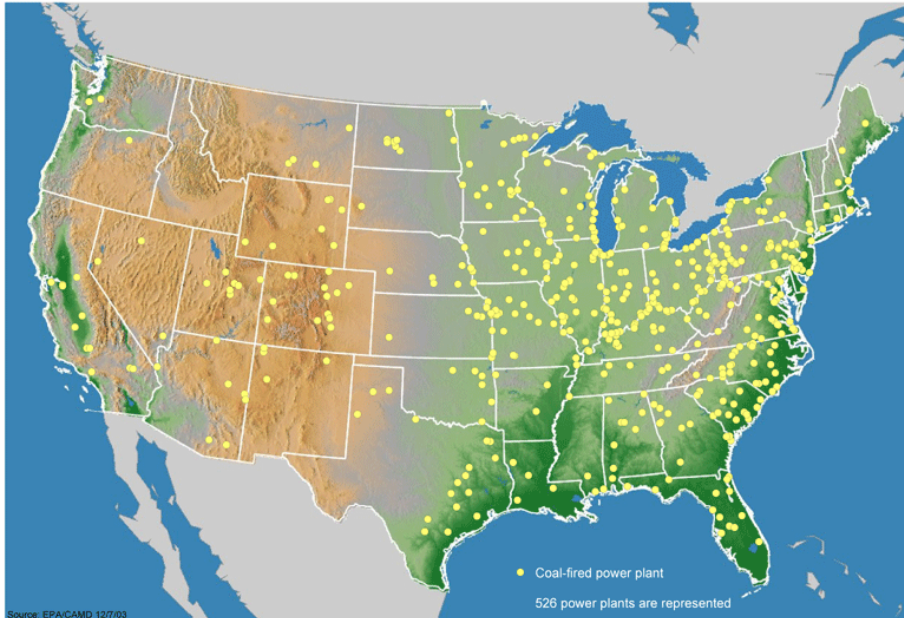 Coal-fired power plant
526 power plants are represented
Source: EPA/CAMD 12/7/03